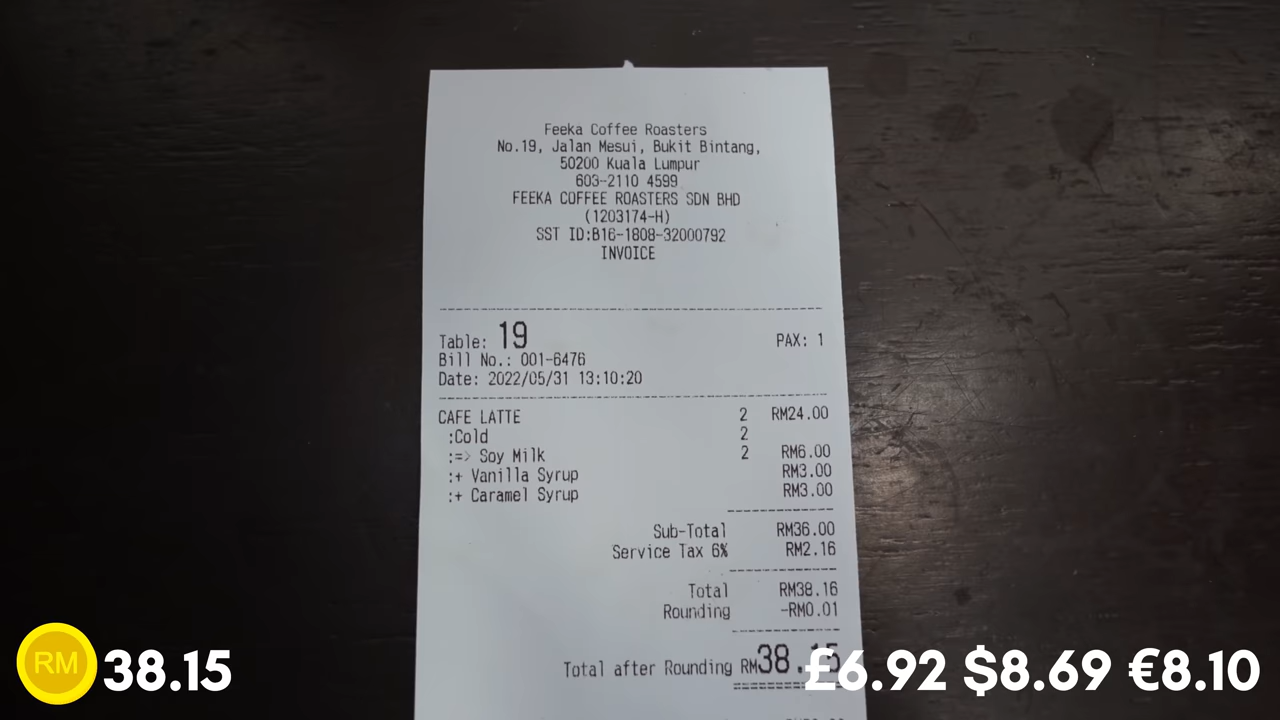 Feeka Coffee Roasters
No.19, Jalan Mesui, Bukit Bintang,
50200 Kuala Lumpur
603-2110 4599
FEEKA COFFEE ROASTERS SDN BHD
(1203174-H)
SST ID:B16-1808-32000792
INVOICE
Table: 19 PAX: 1
Bill No.: 001-6476
Date: 2022/05/31 13:10:20
CAFE LATTE 2 RM24.00
:Cold 2
:=> Soy Milk 2 RM6.00
:+ Vanilla Syrup RM3.00
:+ Caramel Syrup RM3.00
Sub-Total RM36.00
Service Tax 6% RM2.16
Total RM38.16
Rounding -RM0.01
Total after Rounding RM38.15
RM 38.15
£6.92 $8.69 €8.10